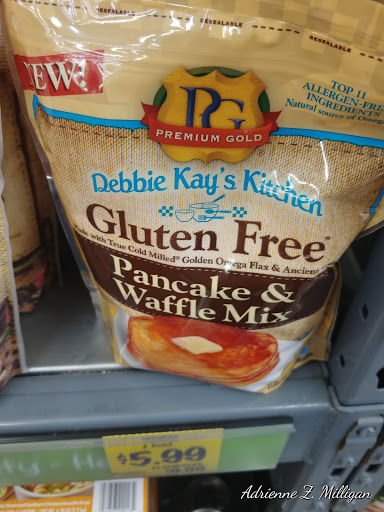 RESEALABLE
RESEALABLE
RESEALABLE
NEW!
TOP 11
ALLERGEN-FREE
INGREDIENTS
Natural source of Omega
PG
PREMIUM GOLD
Debbie Kay's Kitchen
Gluten Free
Made with True Cold Milled® Golden Omega Flax & Ancient
Pancake &
Waffle Mix
$5.99
Adrienne Z. Milligan